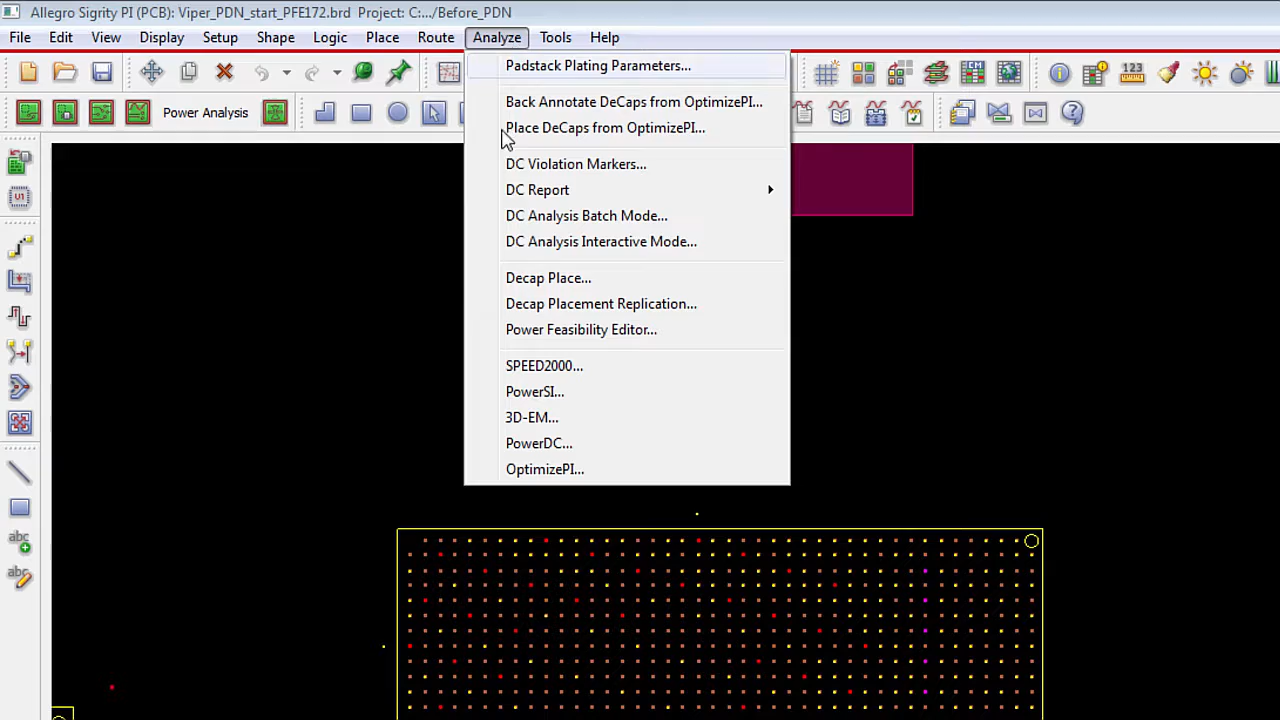 Allegro Sigrity PI (PCB): Viper_PDN_start_PFE172.brd Project: C:.../Before_PDN
File Edit View Display Setup Shape Logic Place Route Analyze Tools Help
Padstack Plating Parameters...
123
Power Analysis
Back Annotate DeCaps from OptimizePI...
Place DeCaps from OptimizePI...
DC Violation Markers...
U1
DC Report
DC Analysis Batch Mode...
DC Analysis Interactive Mode...
Decap Place...
Decap Placement Replication...
Power Feasibility Editor...
SPEED2000...
PowerSI...
3D-EM...
PowerDC...
OptimizePI...
abc
abc